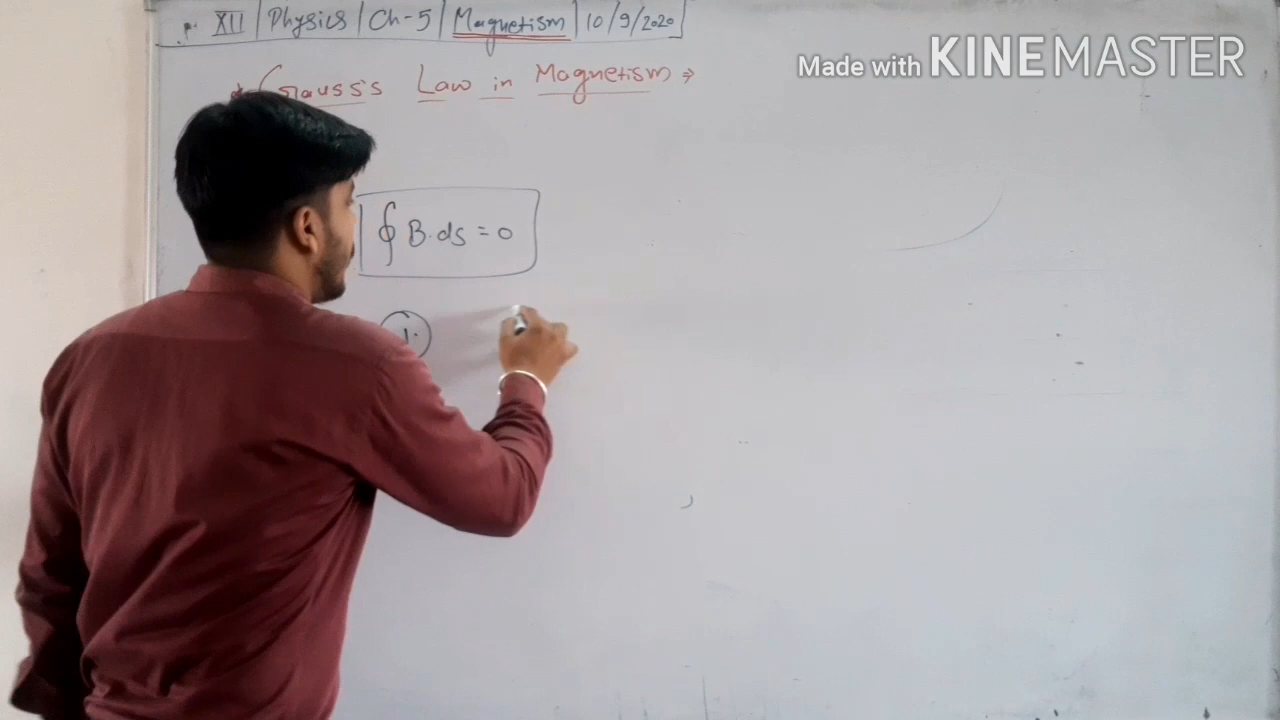 XII | Physics | Ch-5 | Magnetism | 10/9/2020
Made with KINEMASTER
* Gauss's Law in Magnetism ⇒
∮ B.ds = 0